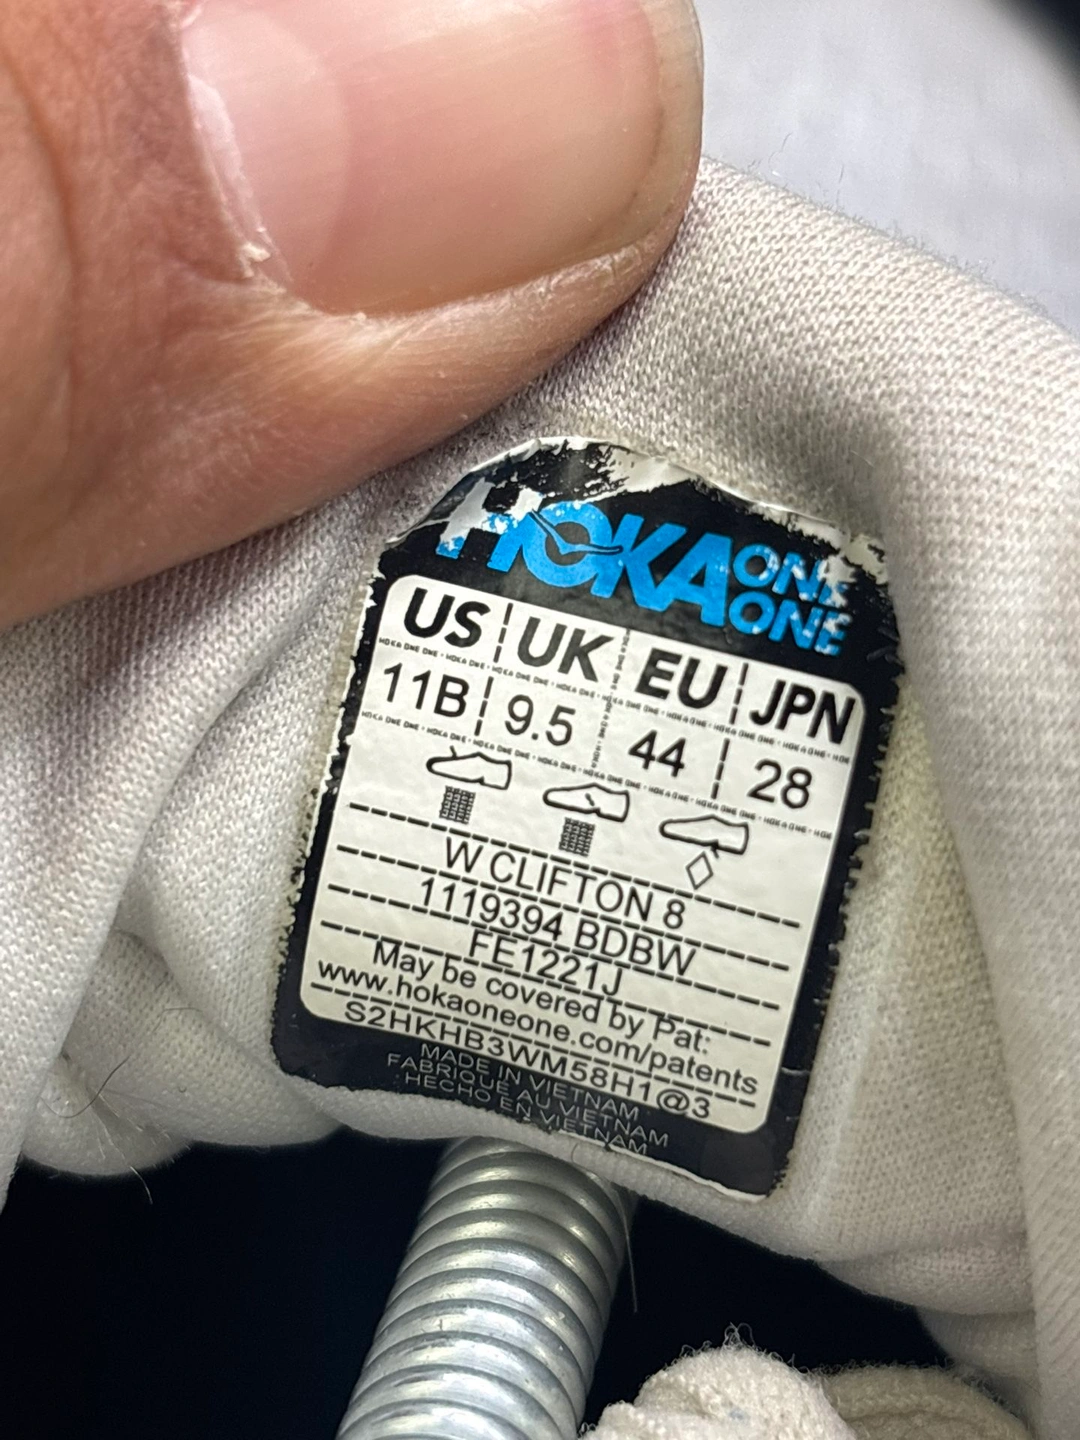 HOKA ONE ONE
US UK EU JPN
11B 9.5 44 28
W CLIFTON 8
1119394 BDBW
FE1221J
May be covered by Pat:
www.hokaoneone.com/patents
S2HKHB3WM58H1@3
MADE IN VIETNAM
FABRIQUE AU VIETNAM
HECHO EN VIETNAM